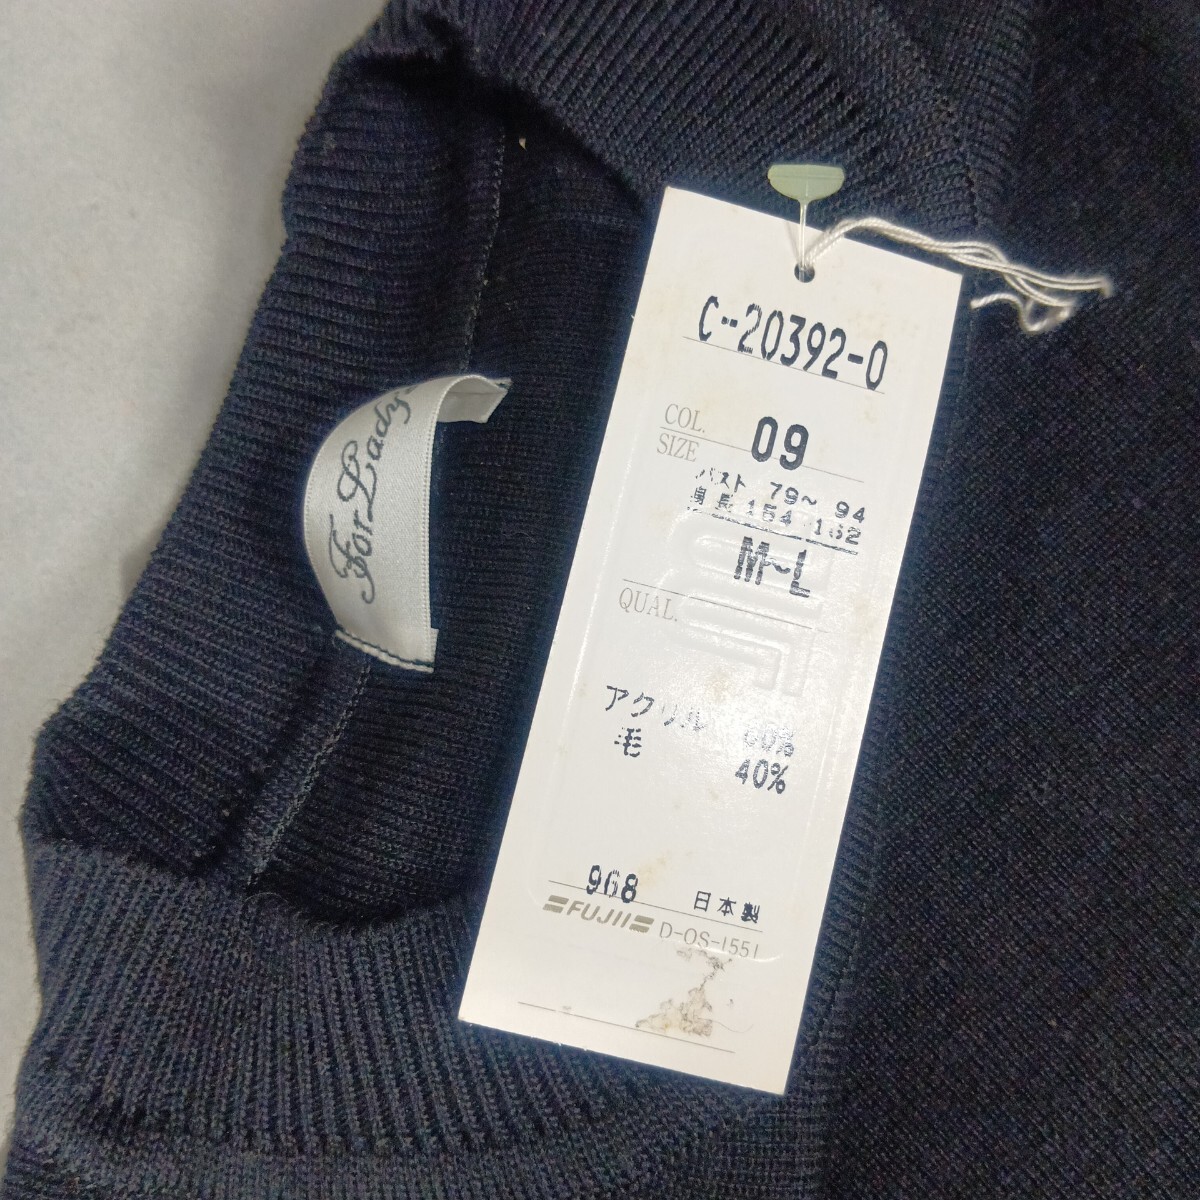 For Lady
C-20392-0
COL. 09
SIZE
バスト 79～ 94
身長 154 162
M~L
QUAL.
アクリル 60%
毛 40%
968 日本製
FUJII D-OS-1551